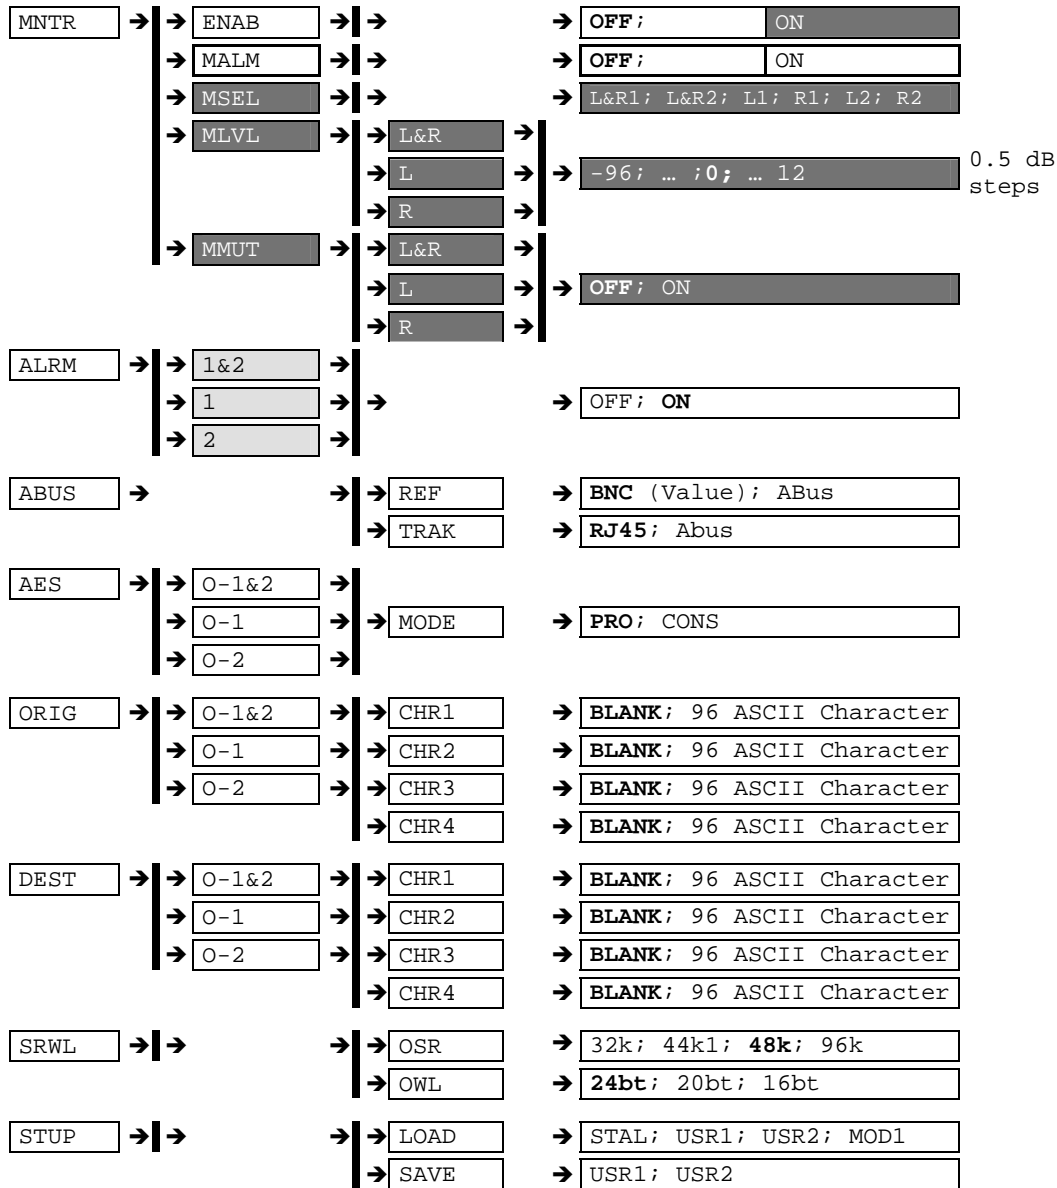 MNTR ENAB OFF; ON
MALM OFF; ON
MSEL L&R1; L&R2; L1; R1; L2; R2
MLVL L&R
L -96; … ;0; … 12 0.5 dB steps
R
MMUT L&R
L OFF; ON
R
ALRM 1&2
1 OFF; ON
2
ABUS REF BNC (Value); ABus
TRAK RJ45; Abus
AES O-1&2
O-1 MODE PRO; CONS
O-2
ORIG O-1&2 CHR1 BLANK; 96 ASCII Character
O-1 CHR2 BLANK; 96 ASCII Character
O-2 CHR3 BLANK; 96 ASCII Character
CHR4 BLANK; 96 ASCII Character
DEST O-1&2 CHR1 BLANK; 96 ASCII Character
O-1 CHR2 BLANK; 96 ASCII Character
O-2 CHR3 BLANK; 96 ASCII Character
CHR4 BLANK; 96 ASCII Character
SRWL OSR 32k; 44k1; 48k; 96k
OWL 24bt; 20bt; 16bt
STUP LOAD STAL; USR1; USR2; MOD1
SAVE USR1; USR2